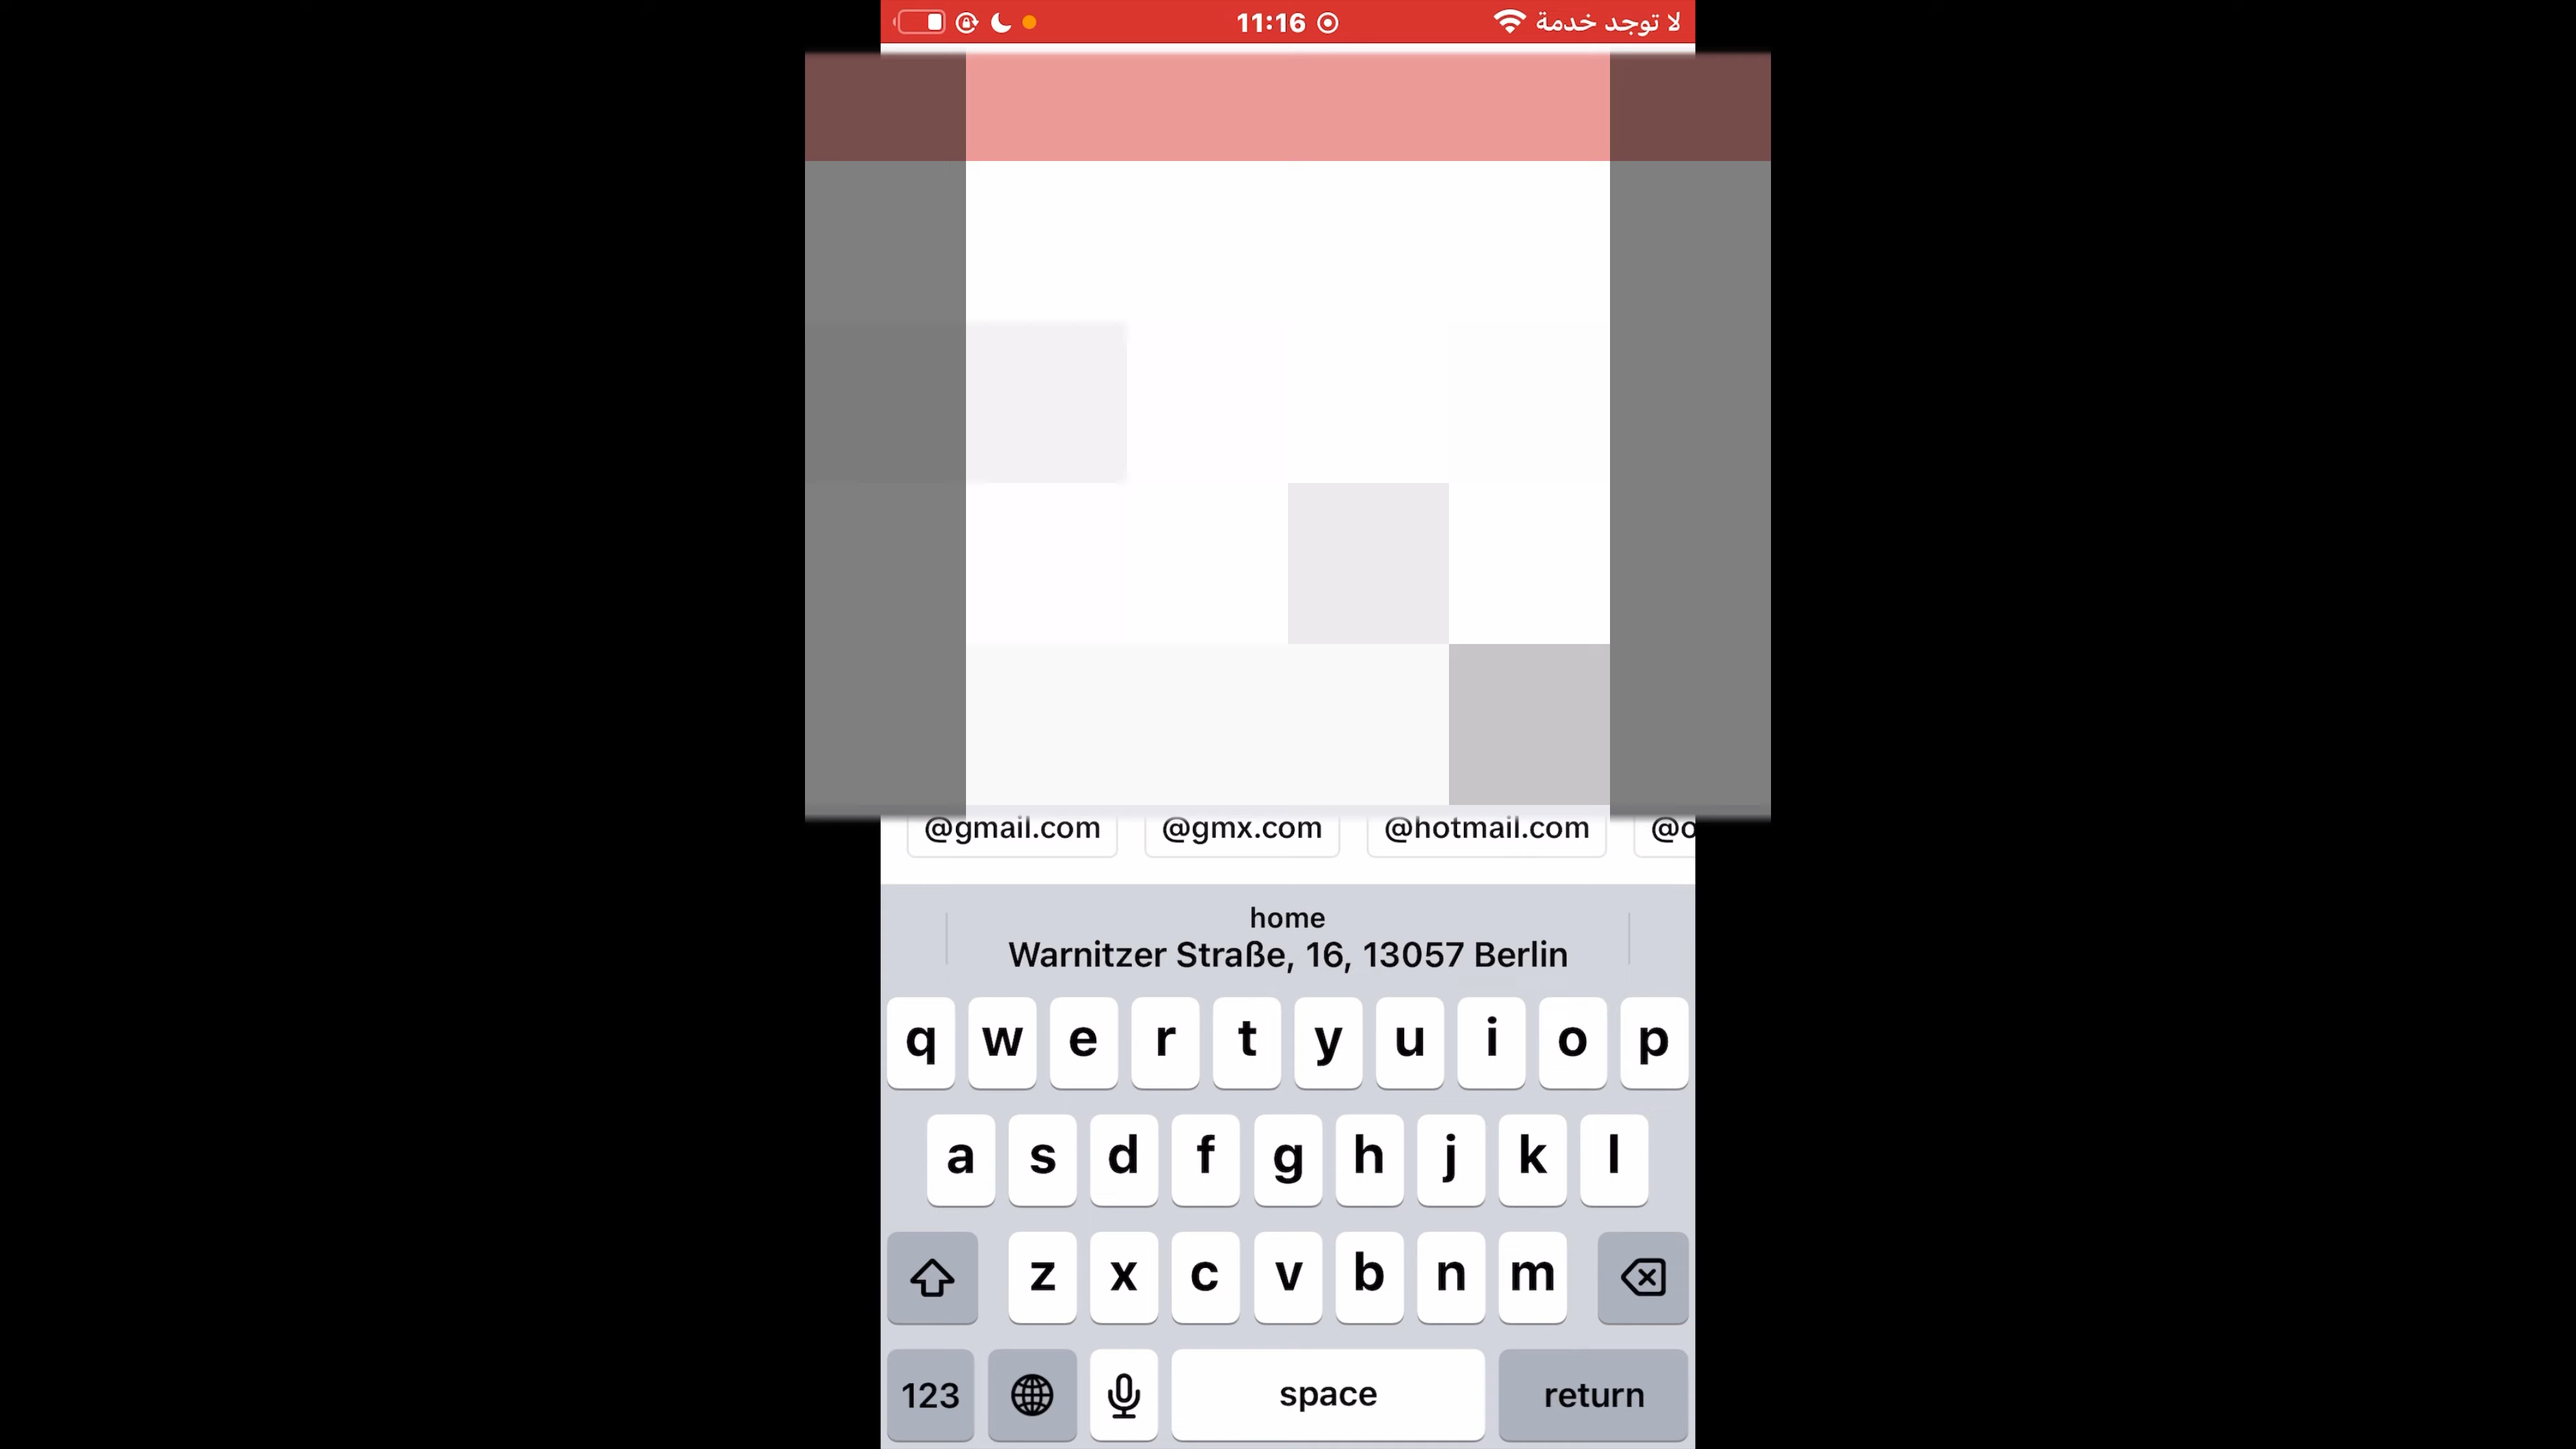 11:16
لا توجد خدمة
@gmail.com
@gmx.com
@hotmail.com
@o
home
Warnitzer Straße, 16, 13057 Berlin
q w e r t y u i o p
a s d f g h j k l
z x c v b n m
123
space
return